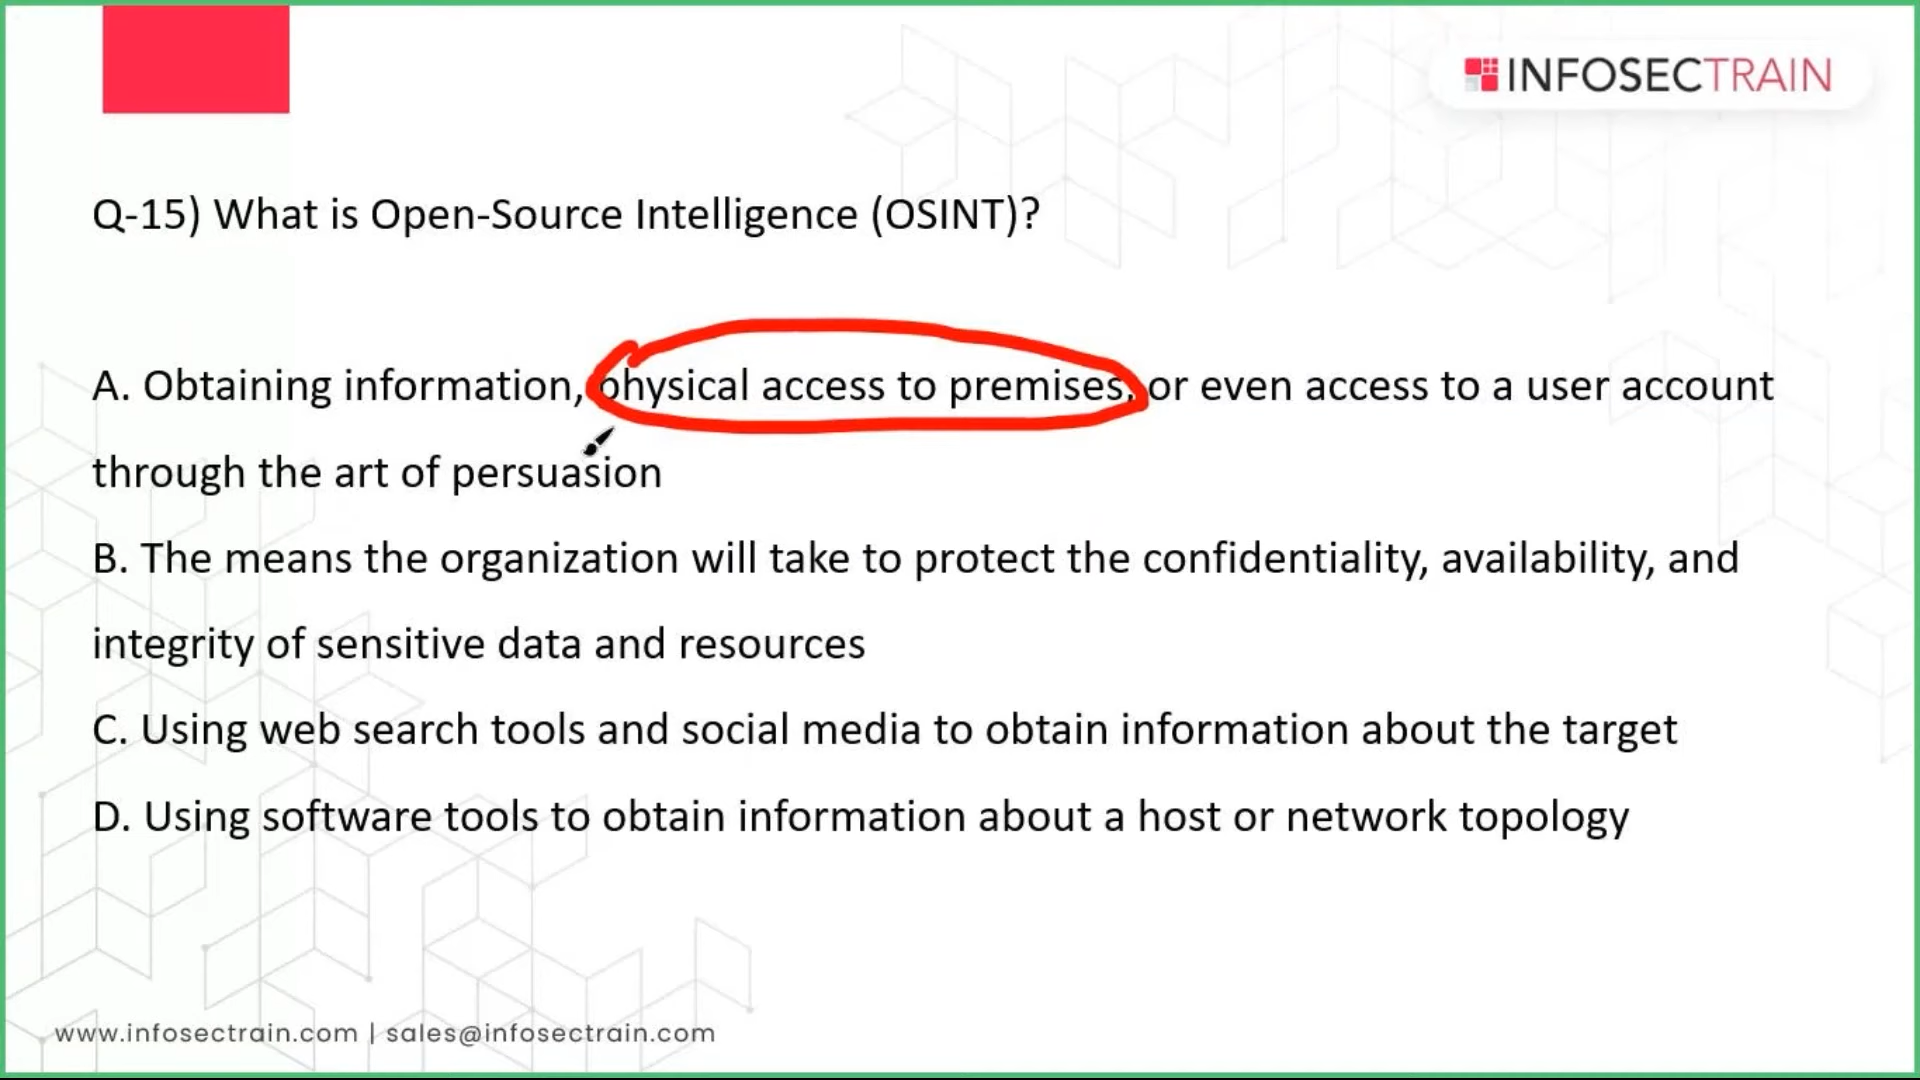 INFOSECTRAIN
Q-15) What is Open-Source Intelligence (OSINT)?
A. Obtaining information, physical access to premises, or even access to a user account
through the art of persuasion
B. The means the organization will take to protect the confidentiality, availability, and
integrity of sensitive data and resources
C. Using web search tools and social media to obtain information about the target
D. Using software tools to obtain information about a host or network topology
www.infosectrain.com | sales@infosectrain.com